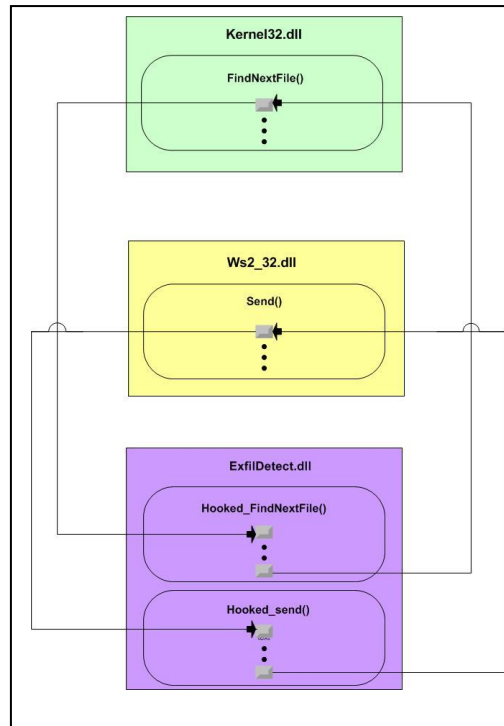 Kernel32.dll
FindNextFile()
Ws2_32.dll
Send()
ExfilDetect.dll
Hooked_FindNextFile()
Hooked_send()